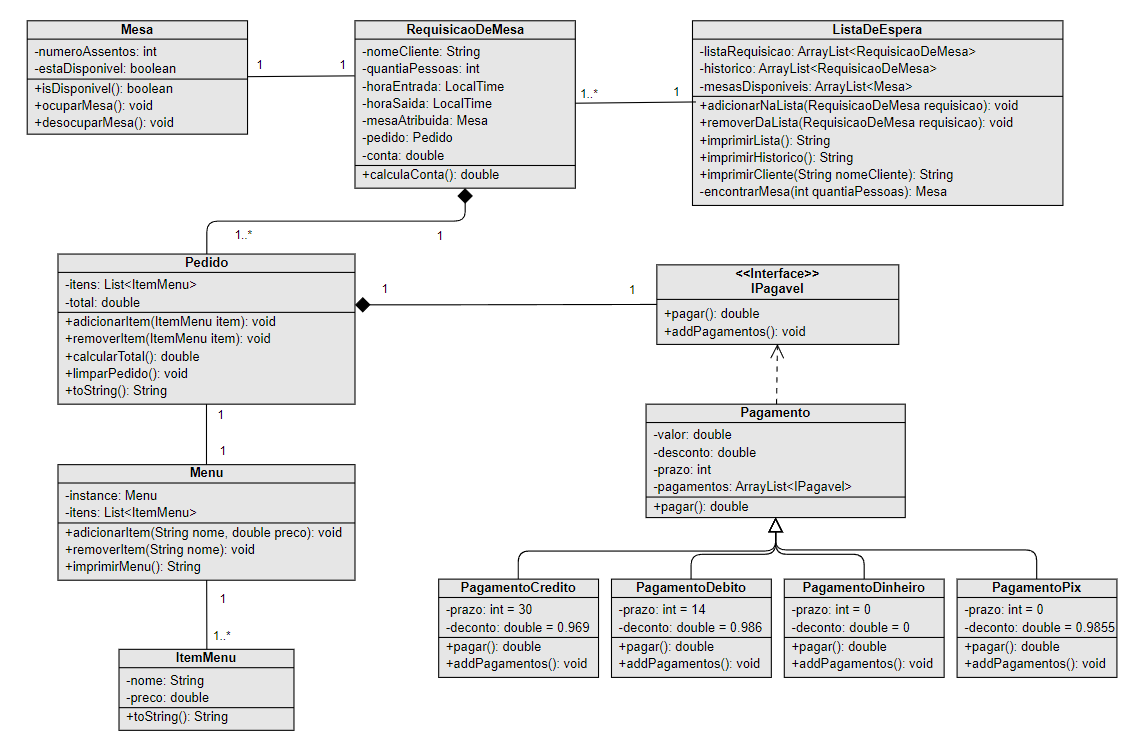 Mesa
-numeroAssentos: int
-estaDisponivel: boolean
+isDisponivel(): boolean
+ocuparMesa(): void
+desocuparMesa(): void
1
1
RequisicaoDeMesa
-nomeCliente: String
-quantiaPessoas: int
-horaEntrada: LocalTime
-horaSaida: LocalTime
-mesaAtribuida: Mesa
-pedido: Pedido
-conta: double
+calculaConta(): double
1..*
1
ListaDeEspera
-listaRequisicao: ArrayList<RequisicaoDeMesa>
-historico: ArrayList<RequisicaoDeMesa>
-mesasDisponiveis: ArrayList<Mesa>
+adicionarNaLista(RequisicaoDeMesa requisicao): void
+removerDaLista(RequisicaoDeMesa requisicao): void
+imprimirLista(): String
+imprimirHistorico(): String
+imprimirCliente(String nomeCliente): String
-encontrarMesa(int quantiaPessoas): Mesa
1..*
1
Pedido
-itens: List<ItemMenu>
-total: double
+adicionarItem(ItemMenu item): void
+removerItem(ItemMenu item): void
+calcularTotal(): double
+limparPedido(): void
+toString(): String
1
1
<<Interface>>
IPagavel
+pagar(): double
+addPagamentos(): void
1
1
Pagamento
-valor: double
-desconto: double
-prazo: int
-pagamentos: ArrayList<IPagavel>
+pagar(): double
Menu
-instance: Menu
-itens: List<ItemMenu>
+adicionarItem(String nome, double preco): void
+removerItem(String nome): void
+imprimirMenu(): String
1
1..*
PagamentoCredito
-prazo: int = 30
-deconto: double = 0.969
+pagar(): double
+addPagamentos(): void
PagamentoDebito
-prazo: int = 14
-deconto: double = 0.986
+pagar(): double
+addPagamentos(): void
PagamentoDinheiro
-prazo: int = 0
-deconto: double = 0
+pagar(): double
+addPagamentos(): void
PagamentoPix
-prazo: int = 0
-deconto: double = 0.9855
+pagar(): double
+addPagamentos(): void
ItemMenu
-nome: String
-preco: double
+toString(): String